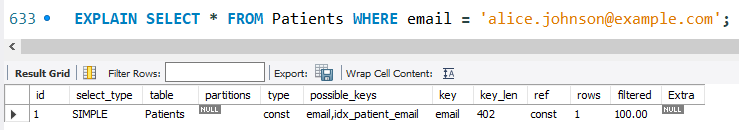 633 EXPLAIN SELECT * FROM Patients WHERE email = 'alice.johnson@example.com';
Result Grid Filter Rows: Export: Wrap Cell Content:
id select_type table partitions type possible_keys key key_len ref rows filtered Extra
1 SIMPLE Patients NULL const email,idx_patient_email email 402 const 1 100.00 NULL